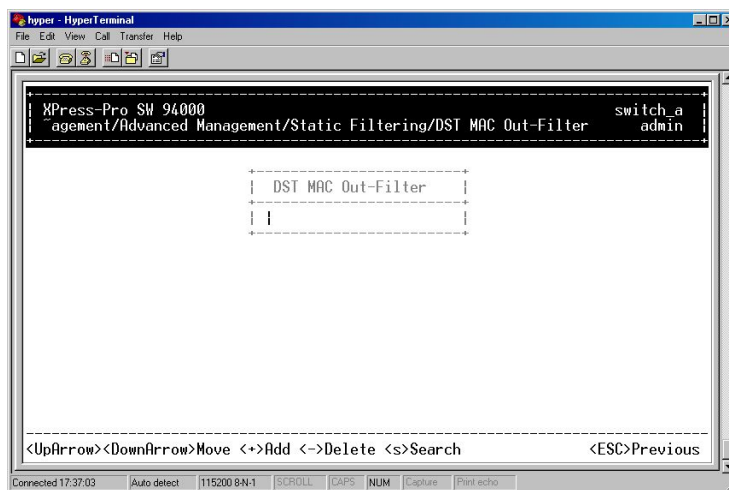 hyper - HyperTerminal
File Edit View Call Transfer Help
XPress-Pro SW 94000 switch_a
~agement/Advanced Management/Static Filtering/DST MAC Out-Filter admin
DST MAC Out-Filter
<UpArrow><DownArrow>Move <+>Add <->Delete <s>Search <ESC>Previous
Connected 17:37:03 Auto detect 115200 8-N-1 SCROLL CAPS NUM Capture Print echo